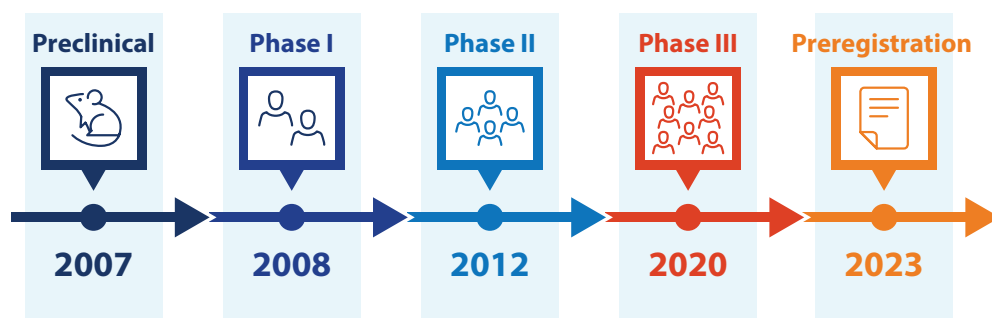 Preclinical
Phase I
Phase II
Phase III
Preregistration
2007
2008
2012
2020
2023